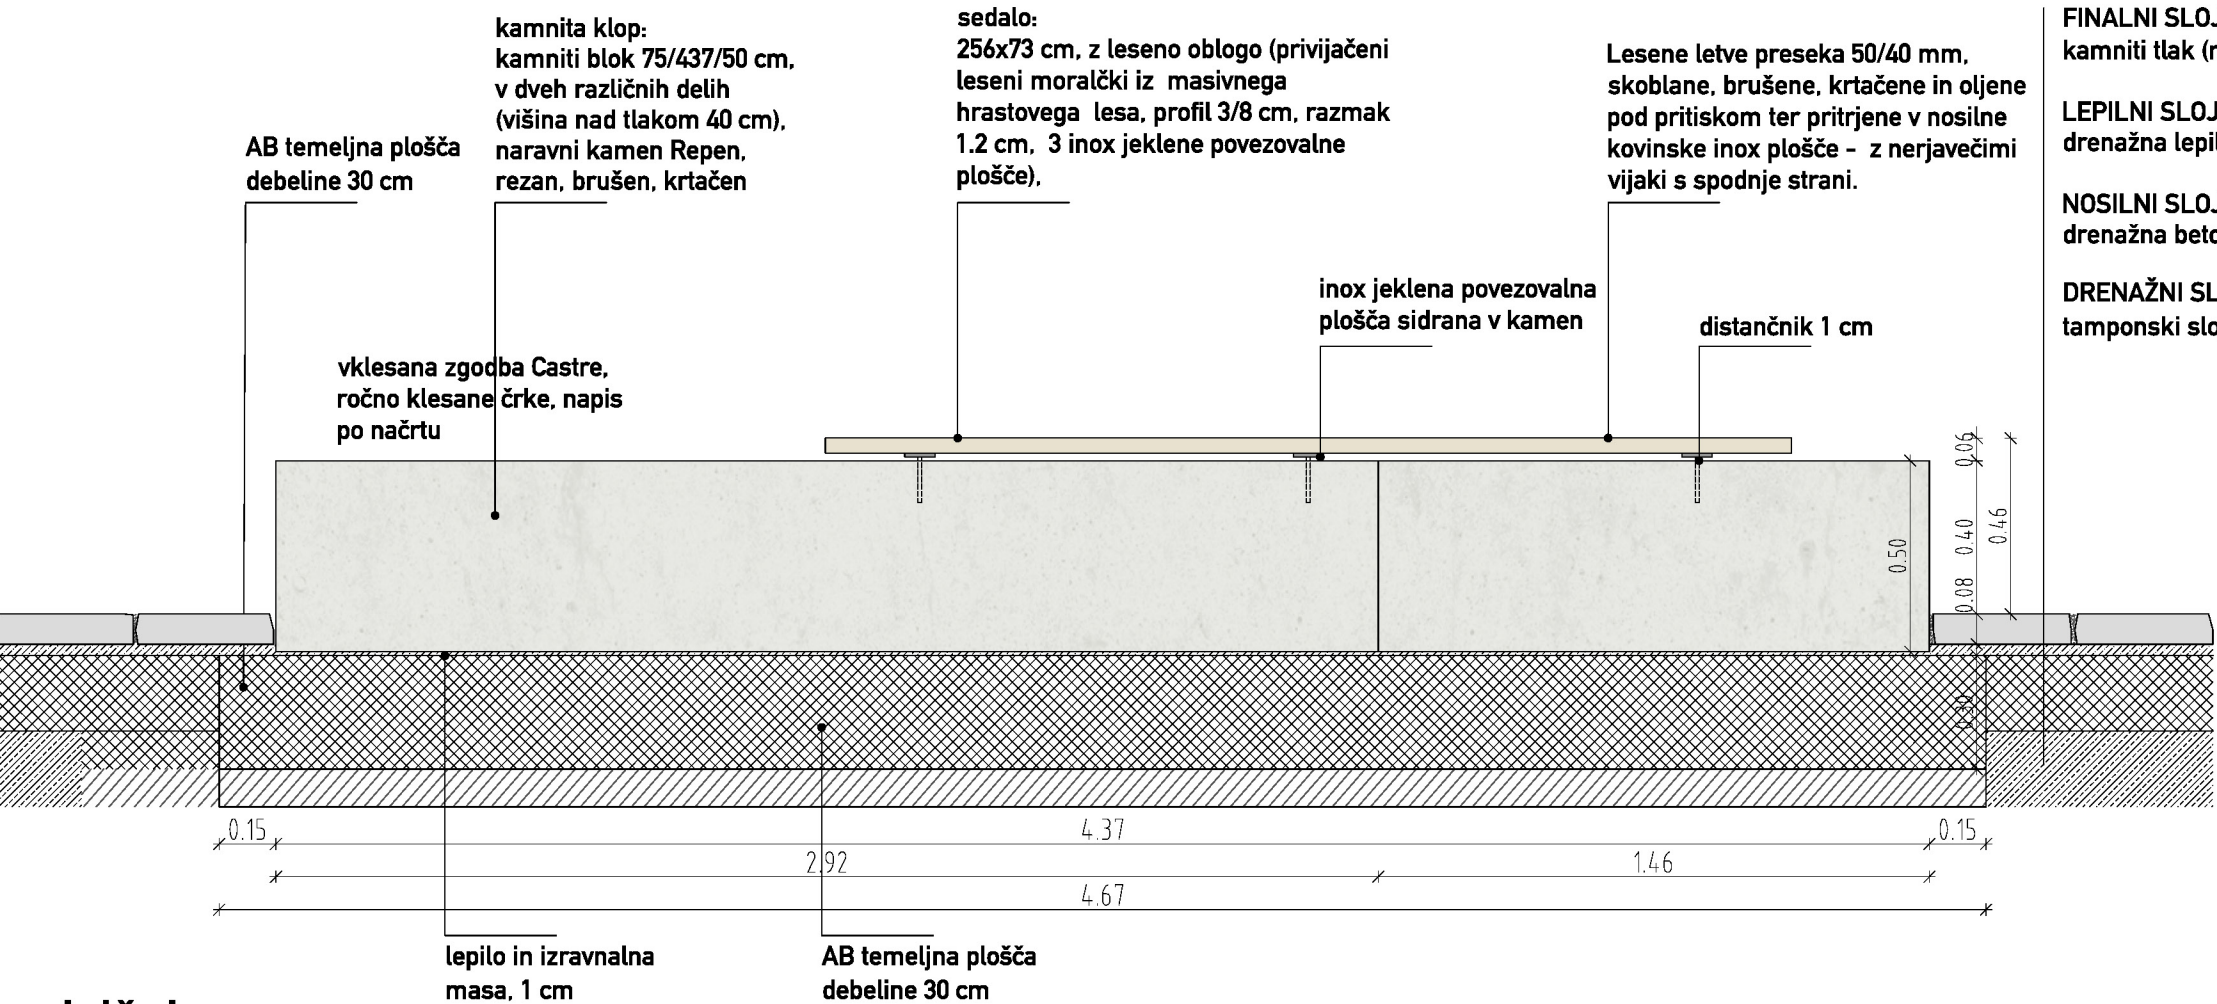 kamnita klop:
kamniti blok 75/437/50 cm,
v dveh različnih delih
(višina nad tlakom 40 cm),
naravni kamen Repen,
rezan, brušen, krtačen
sedalo:
256x73 cm, z leseno oblogo (privijačeni
leseni moralčki iz masivnega
hrastovega lesa, profil 3/8 cm, razmak
1.2 cm, 3 inox jeklene povezovalne
plošče),
Lesene letve preseka 50/40 mm,
skoblane, brušene, krtačene in oljene
pod pritiskom ter pritrjene v nosilne
kovinske inox plošče - z nerjavečimi
vijaki s spodnje strani.
FINALNI SLOJ
kamniti tlak
LEPILNI SLOJ
drenažna
NOSILNI SLOJ
drenažna
DRENAŽNI
tamponski
AB temeljna plošča
debeline 30 cm
inox jeklena povezovalna
plošča sidrana v kamen
distančnik 1 cm
vklesana zgodba Castre,
ročno klesane črke, napis
po načrtu
0.06
0.40
0.46
0.50
0.08
0.30
0.15
4.37
0.15
2.92
1.46
4.67
lepilo in izravnalna
masa, 1 cm
AB temeljna plošča
debeline 30 cm